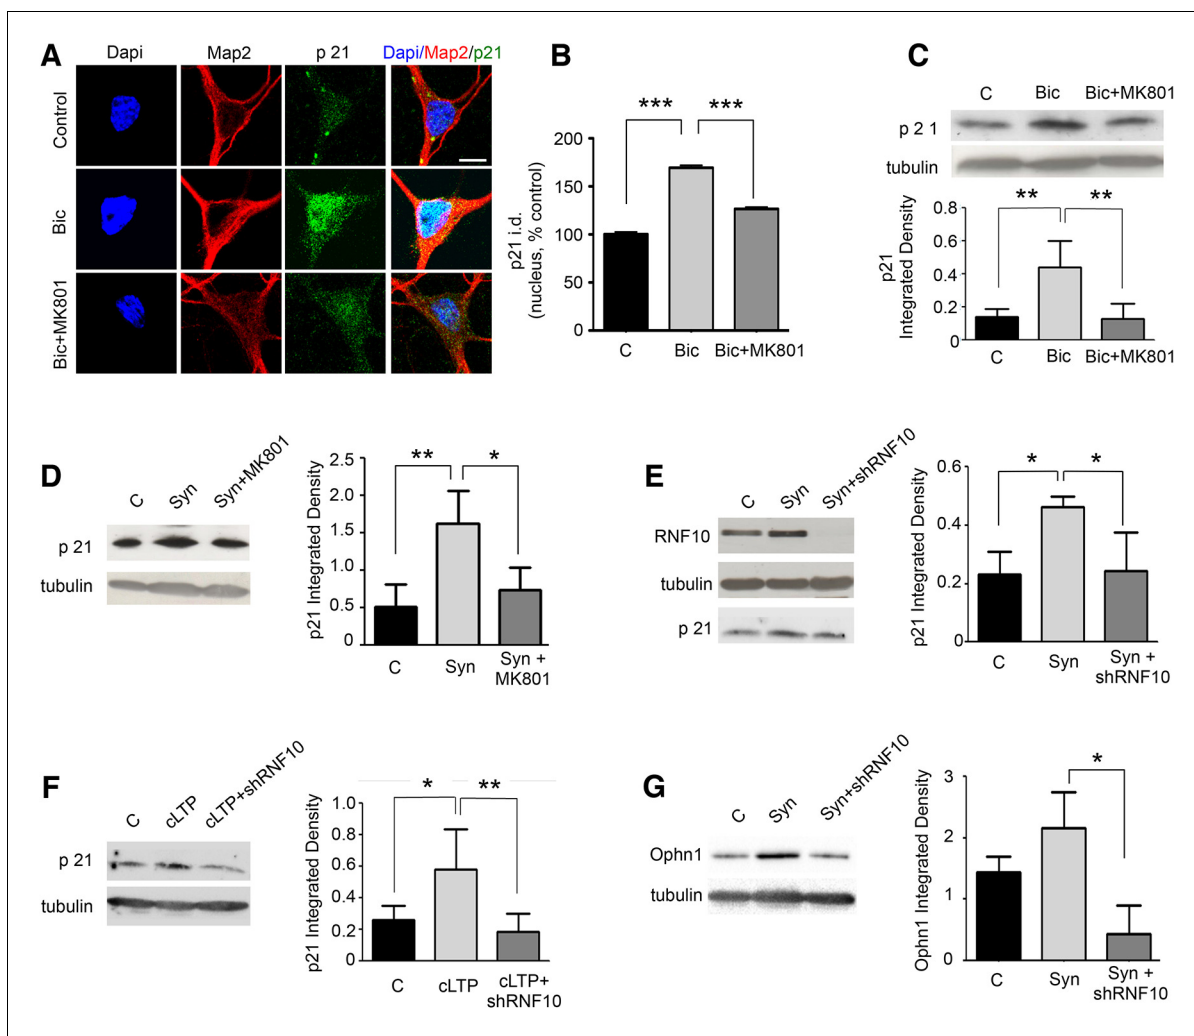 A
Dapi
Map2
p 21
Dapi/Map2/p21
Control
Bic
Bic+MK801
B
***
***
p21 i.d.
(nucleus, % control)
200
150
100
50
0
C
Bic
Bic+MK801
C
C
Bic
Bic+MK801
p 2 1
tubulin
**
**
p21
Integrated Density
0.8
0.6
0.4
0.2
0
C
Bic
Bic+MK801
D
C
Syn
Syn+MK801
p 21
tubulin
**
*
p21 Integrated Density
2.5
2.0
1.5
1.0
0.5
0
C
Syn
Syn +
MK801
E
C
Syn
Syn+shRNF10
RNF10
tubulin
p 21
*
*
p21 Integrated Density
0.6
0.4
0.2
0
C
Syn
Syn +
shRNF10
F
C
cLTP
cLTP+shRNF10
p 21
tubulin
*
**
p21 Integrated Density
1.0
0.8
0.6
0.4
0.2
0
C
cLTP
cLTP+
shRNF10
G
C
Syn
Syn+shRNF10
Ophn1
tubulin
*
Ophn1 Integrated Density
3
2
1
0
C
Syn
Syn +
shRNF10